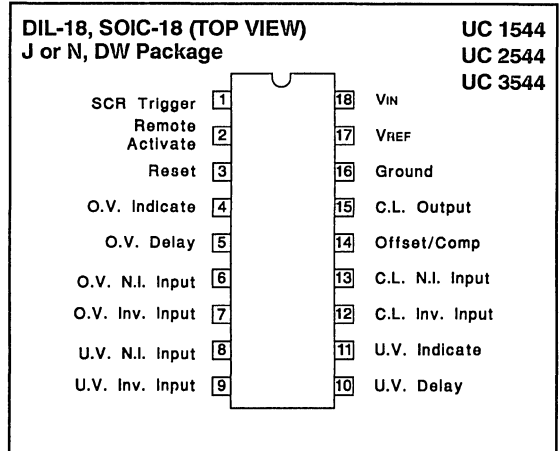 DIL-18, SOIC-18 (TOP VIEW)
J or N, DW Package
UC 1544
UC 2544
UC 3544
SCR Trigger 1
Remote
Activate 2
Reset 3
O.V. Indicate 4
O.V. Delay 5
O.V. N.I. Input 6
O.V. Inv. Input 7
U.V. N.I. Input 8
U.V. Inv. Input 9
18 VIN
17 VREF
16 Ground
15 C.L. Output
14 Offset/Comp
13 C.L. N.I. Input
12 C.L. Inv. Input
11 U.V. Indicate
10 U.V. Delay